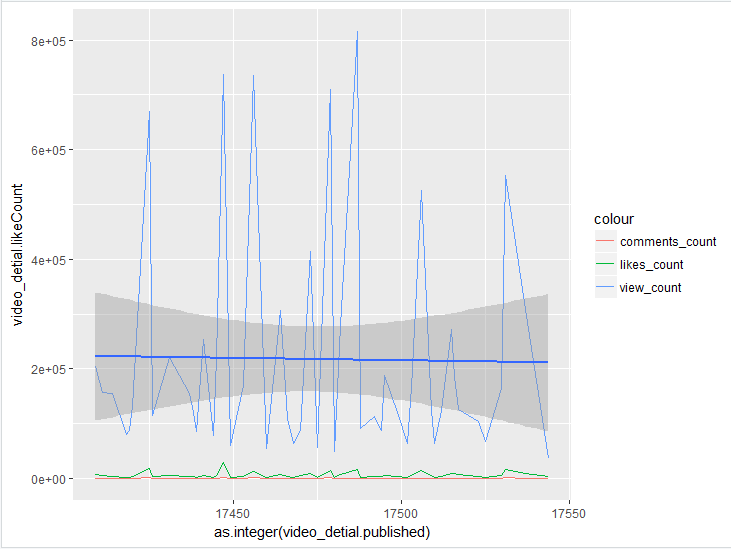 video_detial.likeCount
8e+05
6e+05
4e+05
2e+05
0e+00
17450
17500
17550
as.integer(video_detial.published)
colour
comments_count
likes_count
view_count